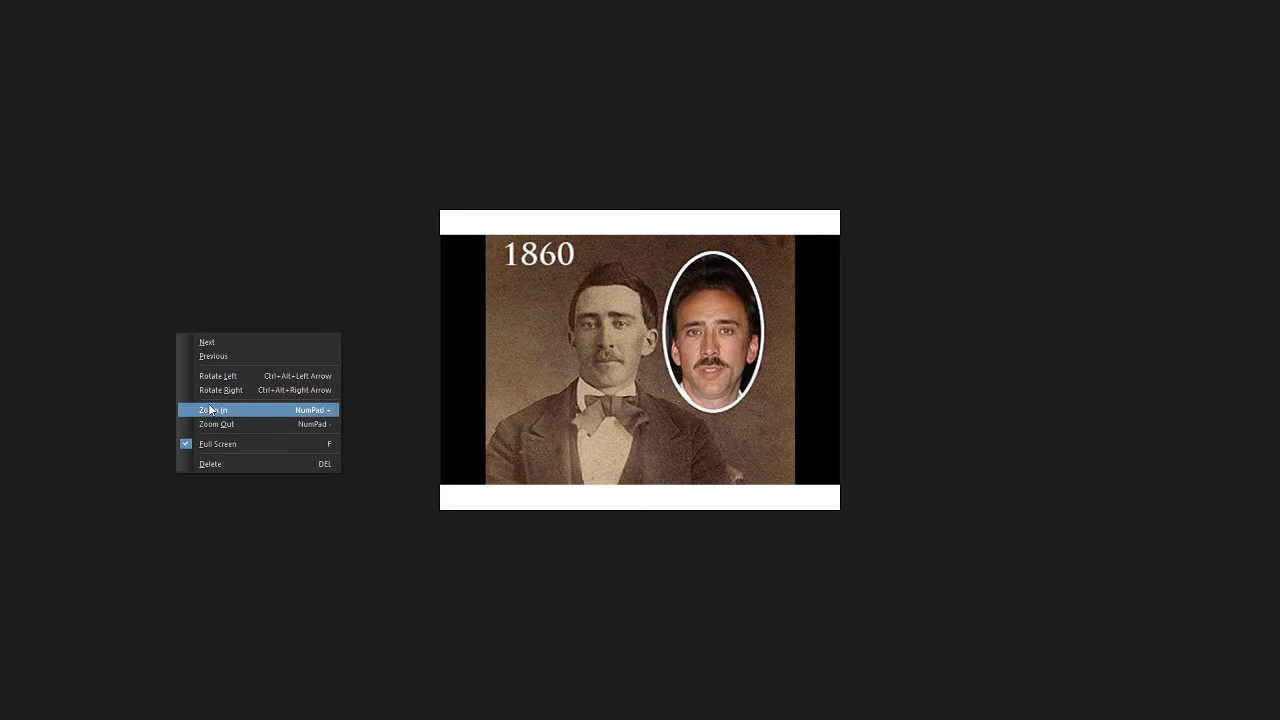 1860
Next
Previous
Rotate Left Ctrl+Alt+Left Arrow
Rotate Right Ctrl+Alt+Right Arrow
Zoom In NumPad +
Zoom Out NumPad -
Full Screen F
Delete DEL